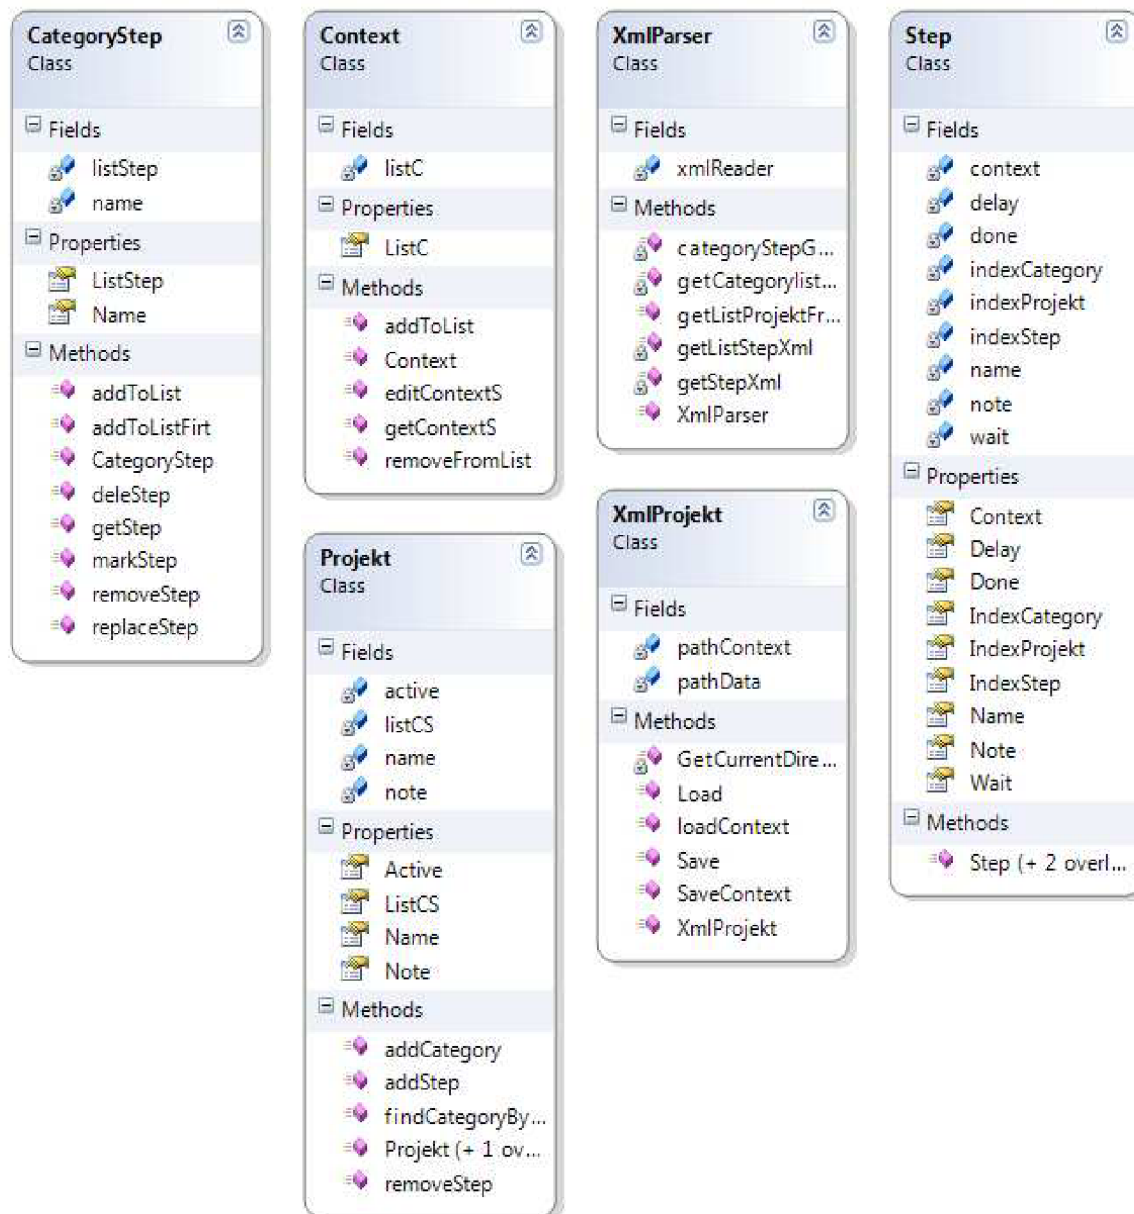 CategoryStep
Class
Fields
listStep
name
Properties
ListStep
Name
Methods
addToList
addToListFirt
CategoryStep
deleStep
getStep
markStep
removeStep
replaceStep
Context
Class
Fields
listC
Properties
ListC
Methods
addToList
Context
editContextS
getContextS
removeFromList
Projekt
Class
Fields
active
listCS
name
note
Properties
Active
ListCS
Name
Note
Methods
addCategory
addStep
findCategoryBy...
Projekt (+ 1 ov...
removeStep
XmlParser
Class
Fields
xmlReader
Methods
categoryStepG...
getCategorylist...
getListProjektFr...
getListStepXml
getStepXml
XmlParser
XmlProjekt
Class
Fields
pathContext
pathData
Methods
GetCurrentDire...
Load
loadContext
Save
SaveContext
XmlProjekt
Step
Class
Fields
context
delay
done
indexCategory
indexProjekt
indexStep
name
note
wait
Properties
Context
Delay
Done
IndexCategory
IndexProjekt
IndexStep
Name
Note
Wait
Methods
Step (+ 2 overl...